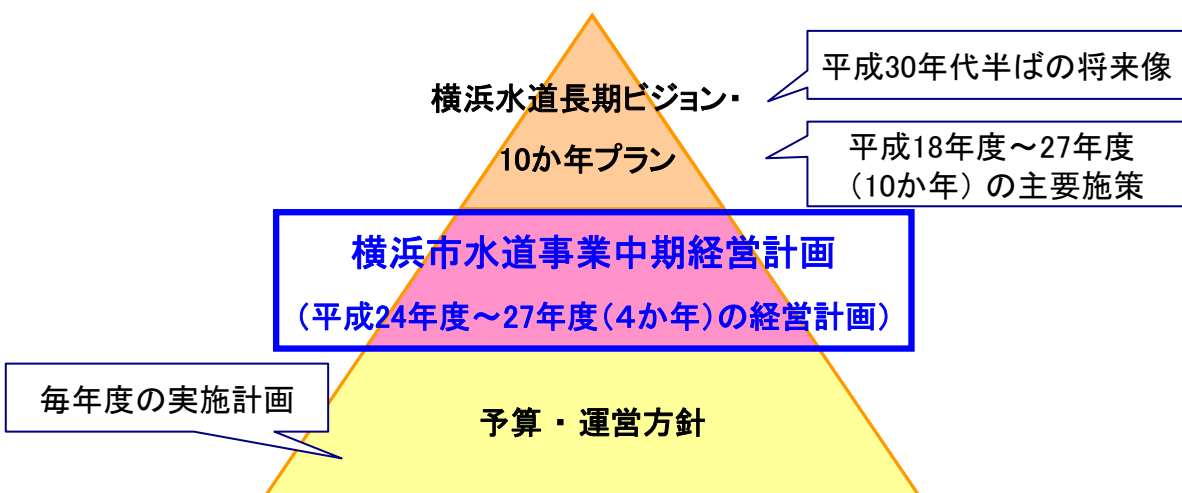 平成30年代半ばの将来像
横浜水道長期ビジョン・
10か年プラン
平成18年度～27年度
（10か年）の主要施策
横浜市水道事業中期経営計画
（平成24年度～27年度（4か年）の経営計画）
毎年度の実施計画
予算・運営方針